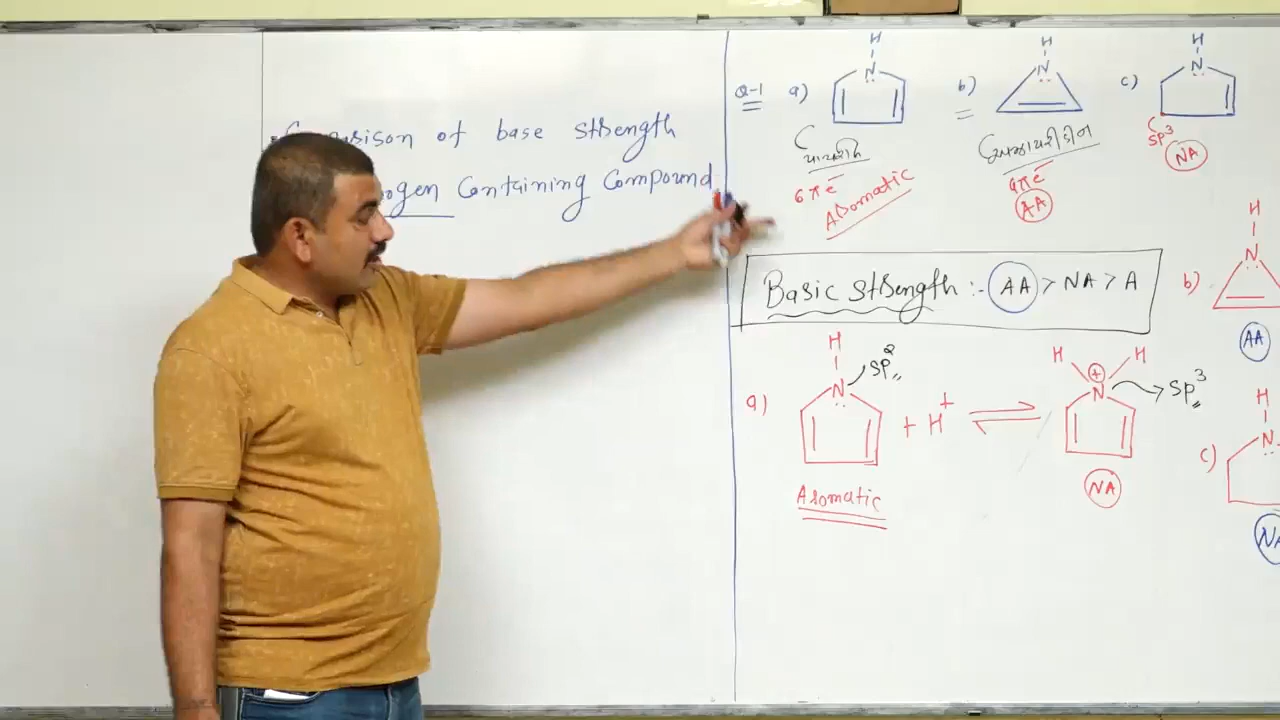 of base strength
Containing Compound
Q-1 a) H N b) H N c) H N
6πe⁻
Aromatic
4πe⁻
AA
sp³
NA
Basic strength :- AA > NA > A
b) H N
AA
a) H N sp² + H⁺ ⇌ H H ⊕ N sp³
Aromatic
NA
c) H N